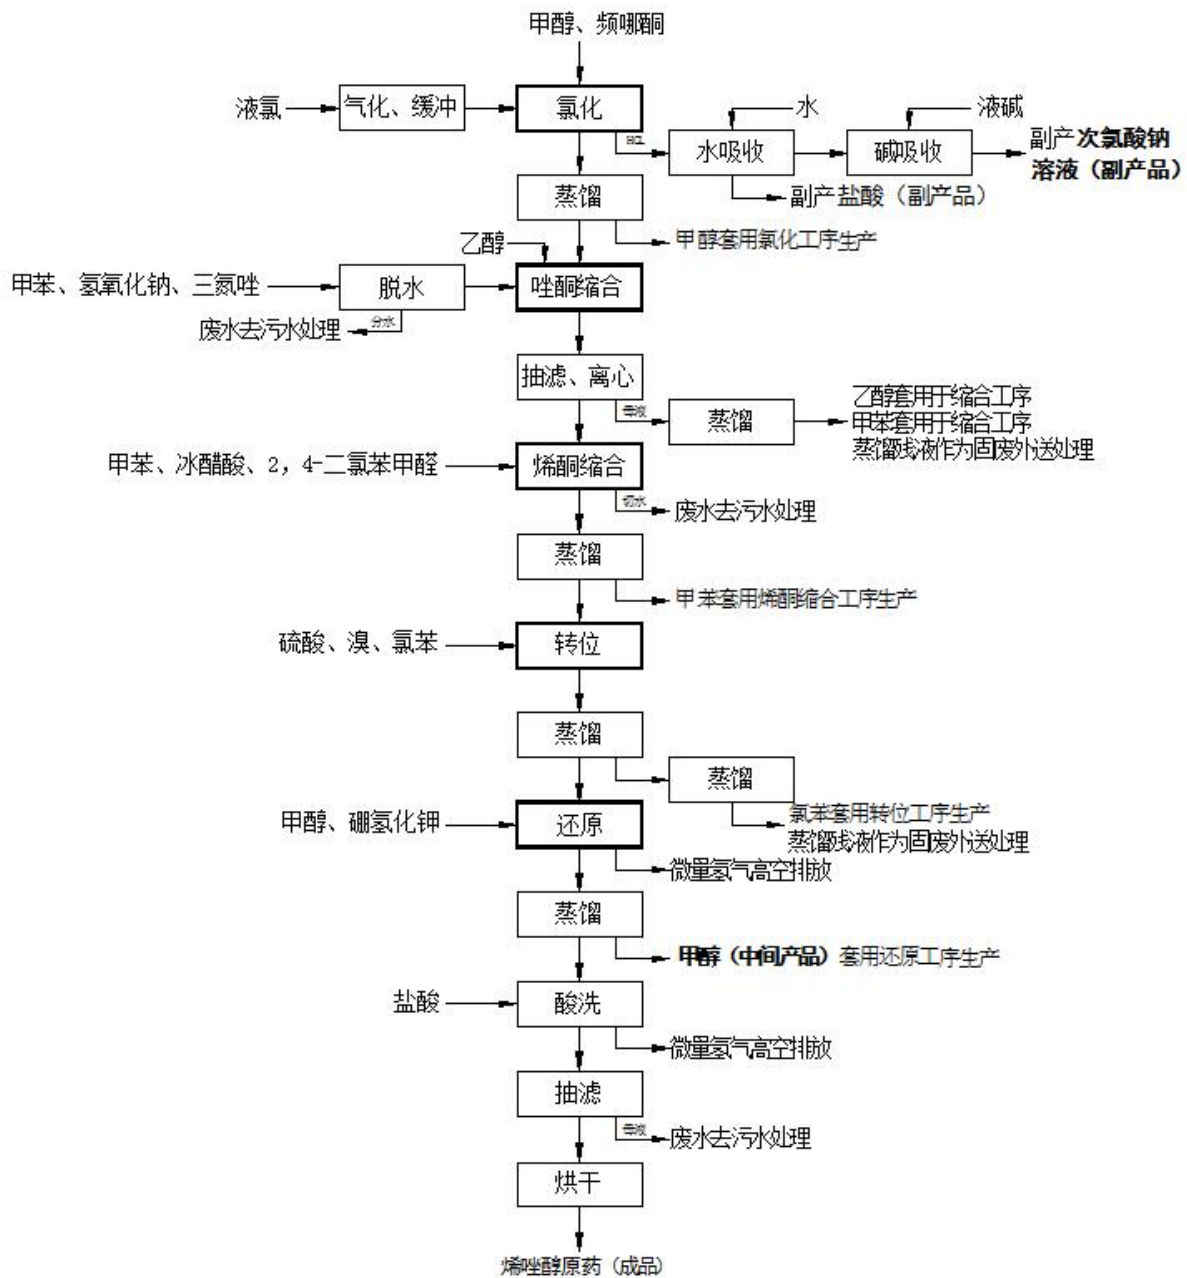 甲醇、频哪酮
液氯
气化、缓冲
氯化
HCL
水
液碱
水吸收
碱吸收
副产次氯酸钠
溶液（副产品）
副产盐酸（副产品）
蒸馏
甲醇套用氯化工序生产
乙醇
甲苯、氢氧化钠、三氮唑
脱水
唑酮缩合
分水
废水去污水处理
抽滤、离心
母液
蒸馏
乙醇套用于缩合工序
甲苯套用于缩合工序
蒸馏残液作为固废外送处理
甲苯、冰醋酸、2，4-二氯苯甲醛
烯酮缩合
切水
废水去污水处理
蒸馏
甲苯套用烯酮缩合工序生产
硫酸、溴、氯苯
转位
蒸馏
蒸馏
氯苯套用转位工序生产
蒸馏残液作为固废外送处理
甲醇、硼氢化钾
还原
微量氢气高空排放
蒸馏
甲醇（中间产品）套用还原工序生产
盐酸
酸洗
微量氢气高空排放
抽滤
母液
废水去污水处理
烘干
烯唑醇原药（成品）